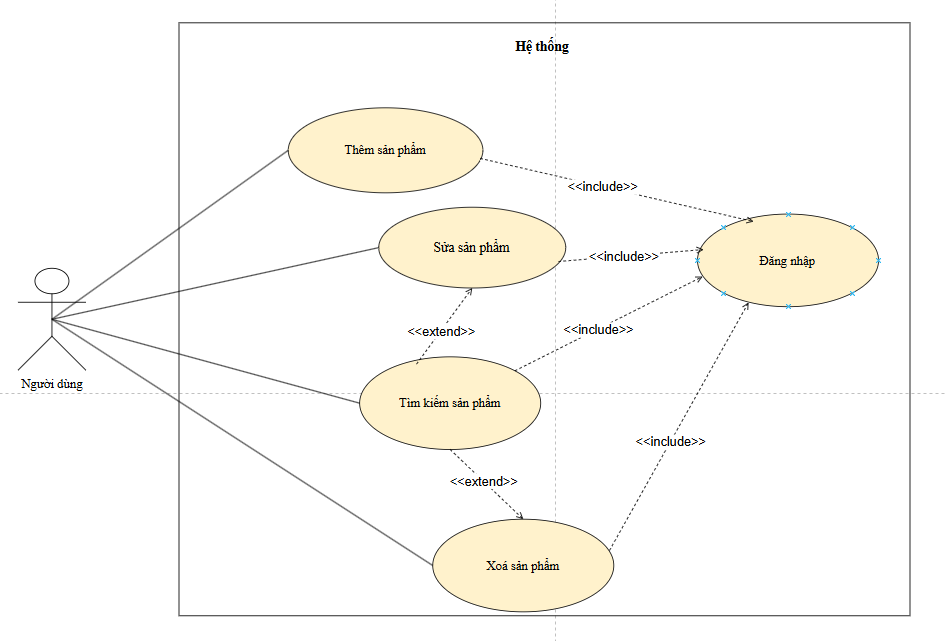 Hệ thống
Thêm sản phẩm
<<include>>
Sửa sản phẩm
<<include>>
Đăng nhập
<<extend>>
<<include>>
Người dùng
Tìm kiếm sản phẩm
<<include>>
<<extend>>
Xoá sản phẩm